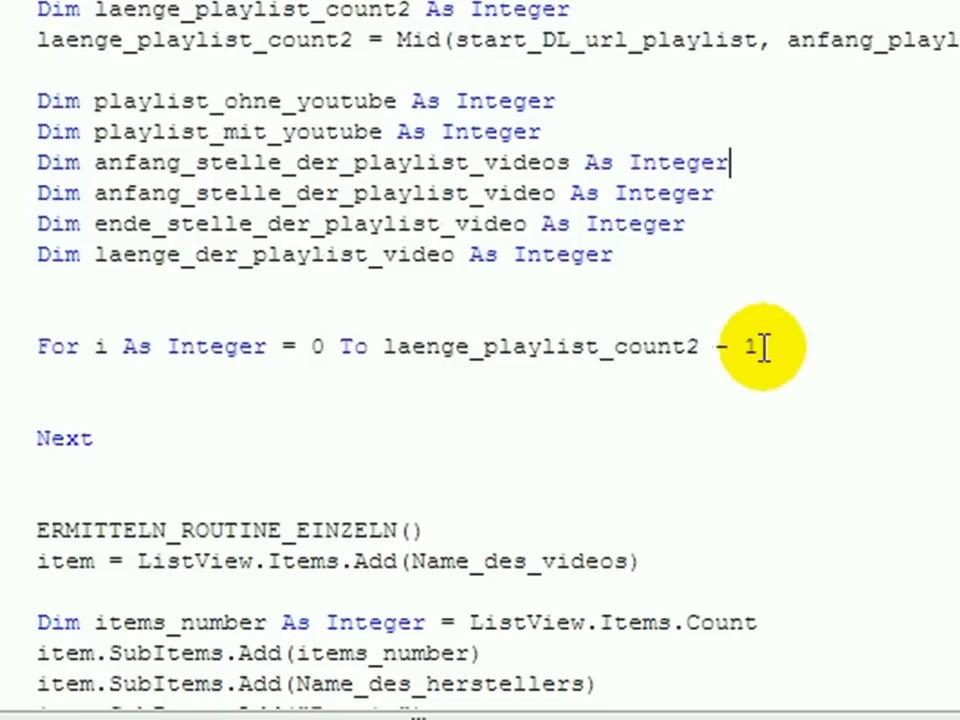 Dim laenge_playlist_count2 As Integer
laenge_playlist_count2 = Mid(start_DL_url_playlist, anfang_playl
Dim playlist_ohne_youtube As Integer
Dim playlist_mit_youtube As Integer
Dim anfang_stelle_der_playlist_videos As Integer
Dim anfang_stelle_der_playlist_video As Integer
Dim ende_stelle_der_playlist_video As Integer
Dim laenge_der_playlist_video As Integer
For i As Integer = 0 To laenge_playlist_count2 - 1
Next
ERMITTELN_ROUTINE_EINZELN()
item = ListView.Items.Add(Name_des_videos)
Dim items_number As Integer = ListView.Items.Count
item.SubItems.Add(items_number)
item.SubItems.Add(Name_des_herstellers)